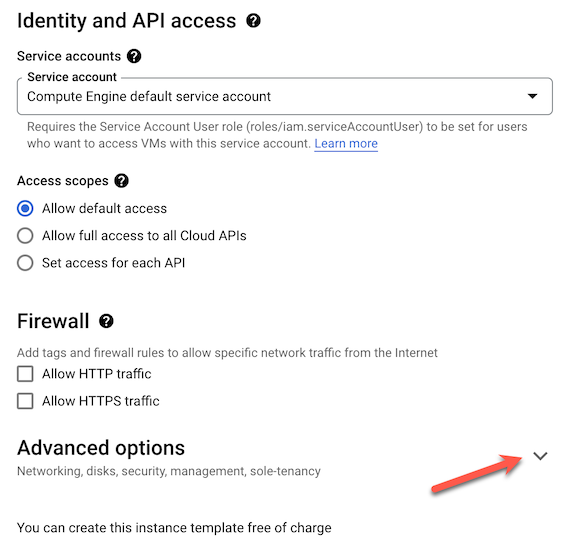 Identity and API access
Service accounts
Service account
Compute Engine default service account
Requires the Service Account User role (roles/iam.serviceAccountUser) to be set for users
who want to access VMs with this service account. Learn more
Access scopes
Allow default access
Allow full access to all Cloud APIs
Set access for each API
Firewall
Add tags and firewall rules to allow specific network traffic from the Internet
Allow HTTP traffic
Allow HTTPS traffic
Advanced options
Networking, disks, security, management, sole-tenancy
You can create this instance template free of charge